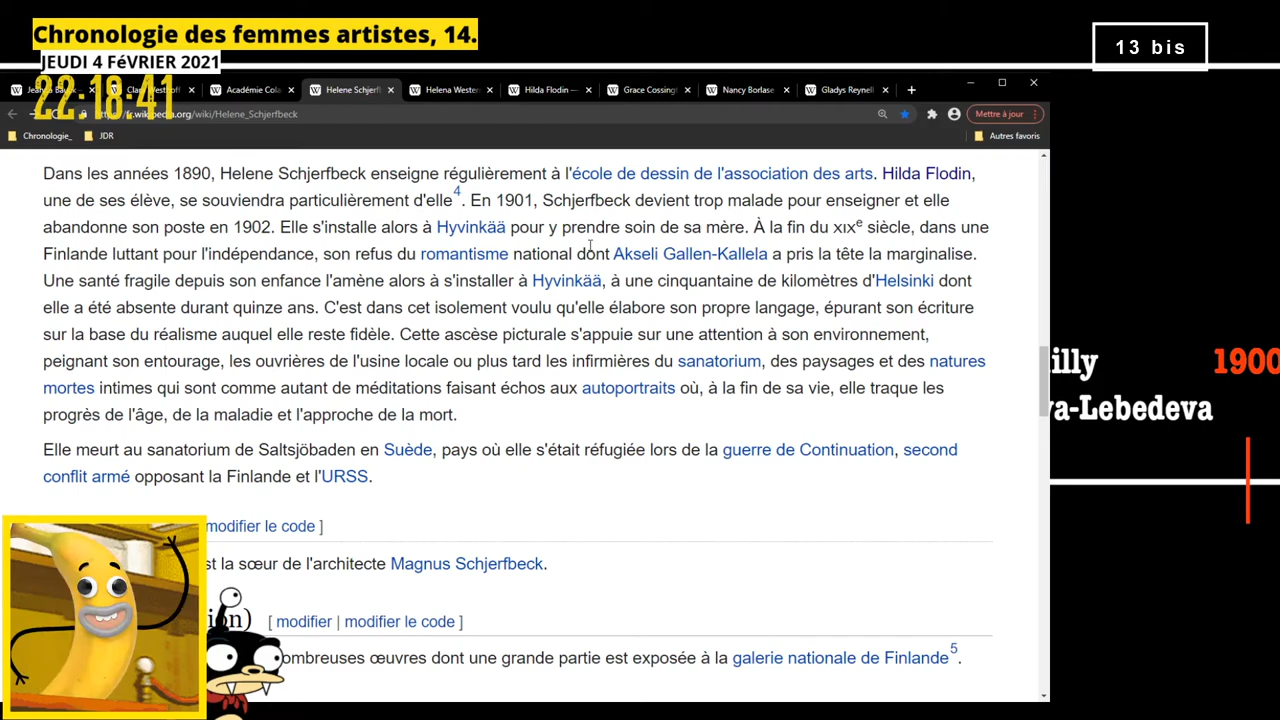 Chronologie des femmes artistes, 14.
JEUDI 4 FéVRIER 2021
22:18:41
13 bis
Académie Cola
Helene Schjerf
Helena Wester
Hilda Flodin —
Grace Cossing
Nancy Borlase
Gladys Reynel
.wikipedia.org/wiki/Helene_Schjerfbeck
Mettre à jour
Chronologie_ JDR Autres favoris
Dans les années 1890, Helene Schjerfbeck enseigne régulièrement à l'école de dessin de l'association des arts. Hilda Flodin,
une de ses élève, se souviendra particulièrement d'elle4. En 1901, Schjerfbeck devient trop malade pour enseigner et elle
abandonne son poste en 1902. Elle s'installe alors à Hyvinkää pour y prendre soin de sa mère. À la fin du XIXe siècle, dans une
Finlande luttant pour l'indépendance, son refus du romantisme national dont Akseli Gallen-Kallela a pris la tête la marginalise.
Une santé fragile depuis son enfance l'amène alors à s'installer à Hyvinkää, à une cinquantaine de kilomètres d'Helsinki dont
elle a été absente durant quinze ans. C'est dans cet isolement voulu qu'elle élabore son propre langage, épurant son écriture
sur la base du réalisme auquel elle reste fidèle. Cette ascèse picturale s'appuie sur une attention à son environnement,
peignant son entourage, les ouvrières de l'usine locale ou plus tard les infirmières du sanatorium, des paysages et des natures
mortes intimes qui sont comme autant de méditations faisant échos aux autoportraits où, à la fin de sa vie, elle traque les
progrès de l'âge, de la maladie et l'approche de la mort.
Elle meurt au sanatorium de Saltsjöbaden en Suède, pays où elle s'était réfugiée lors de la guerre de Continuation, second
conflit armé opposant la Finlande et l'URSS.
modifier le code ]
st la sœur de l'architecte Magnus Schjerfbeck.
ion) [ modifier | modifier le code ]
ombreuses œuvres dont une grande partie est exposée à la galerie nationale de Finlande5.
illy
1900
va-Lebedeva